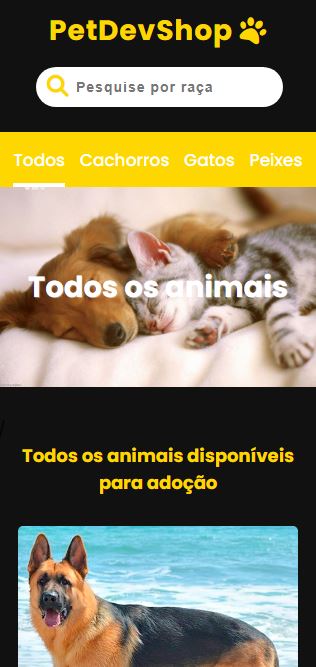 PetDevShop
Pesquise por raça
Todos Cachorros Gatos Peixes
Todos os animais
/
Todos os animais disponíveis
para adoção